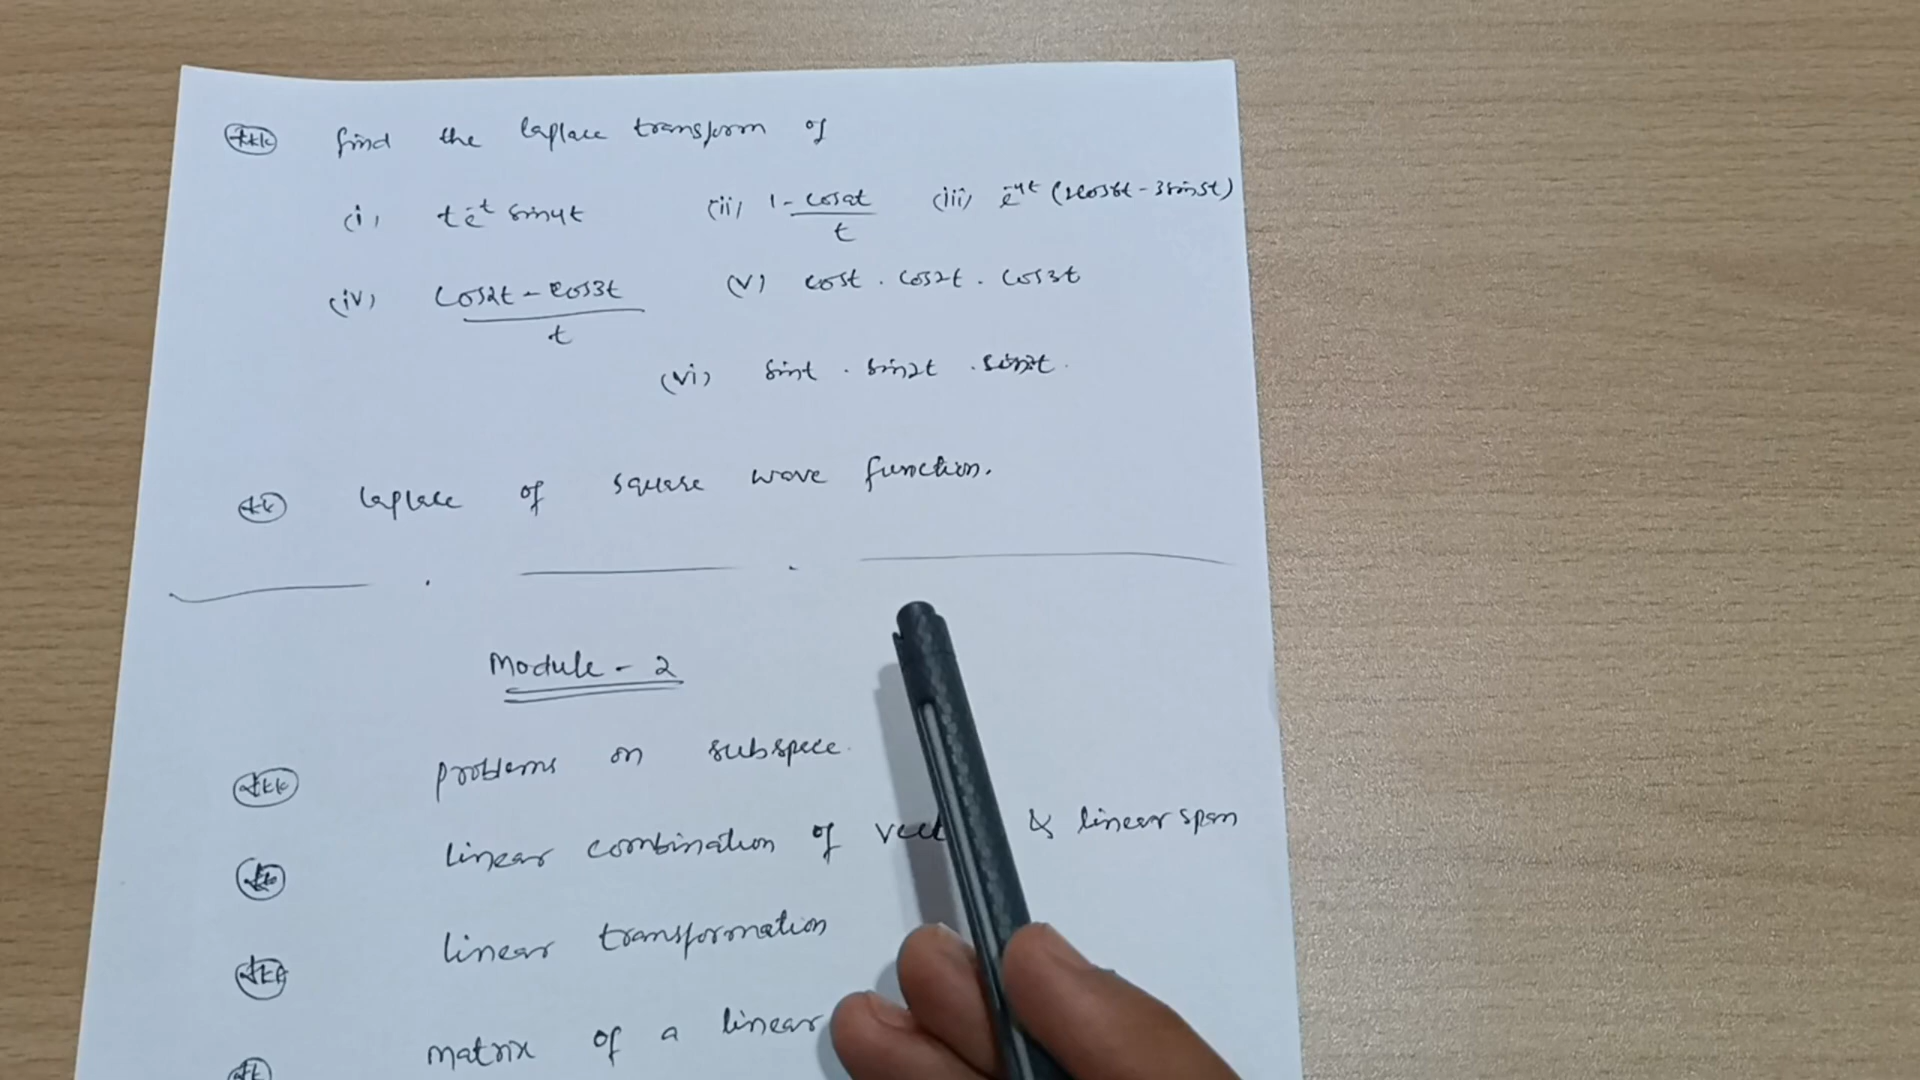 find the laplace transform of
(i) te^-t sin4t (ii) 1 - cosat / t (iii) e^-4t (2cos6t - 3sin5t)
(iv) cos2t - cos3t / t (v) cost . cos2t . cos3t
(vi) sint . sin2t . sin3t.
laplace of square wave function.
Module - 2
problems on subspace.
linear combination of & linear span
linear transformation
matrix of a linear